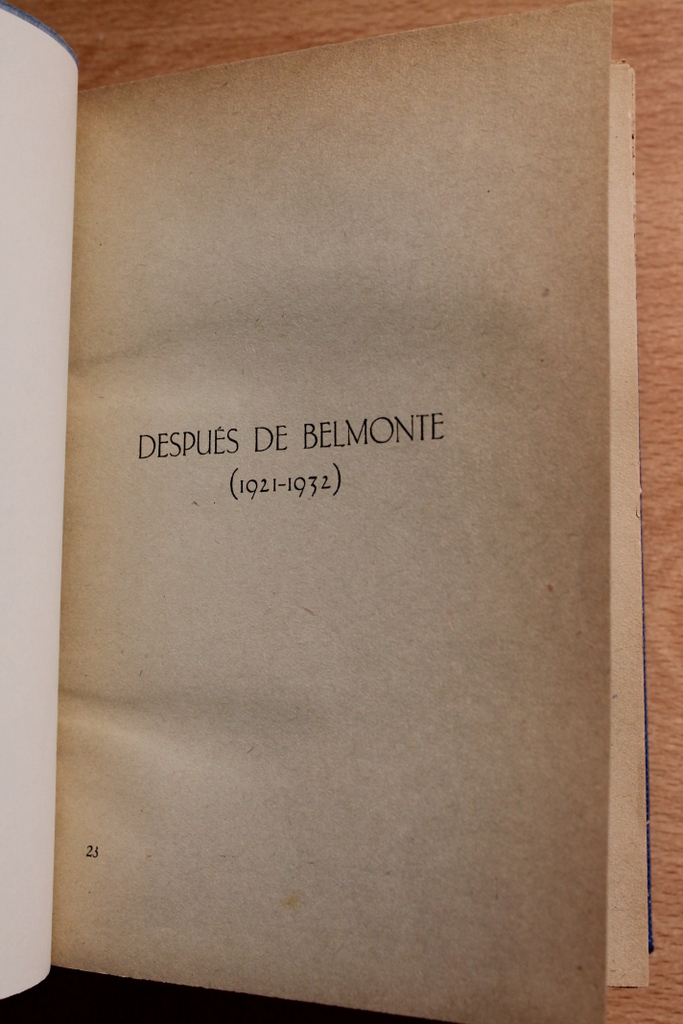 DESPUÉS DE BELMONTE
(1921-1932)
23